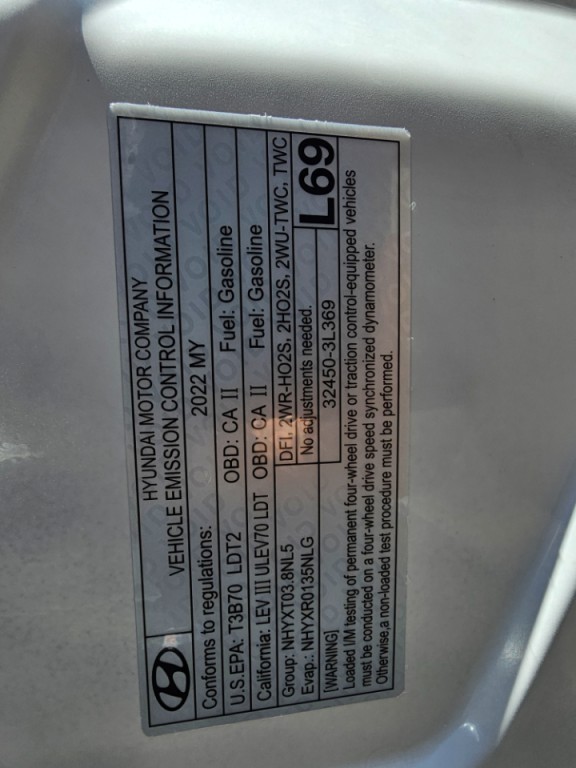 HYUNDAI MOTOR COMPANY
VEHICLE EMISSION CONTROL INFORMATION
Conforms to regulations: 2022 MY
U.S.EPA: T3B70 LDT2 OBD: CA II Fuel: Gasoline
California: LEV III ULEV70 LDT OBD: CA II Fuel: Gasoline
Group: NHYXT03.8NL5 DFI, 2WR-HO2S, 2HO2S, 2WU-TWC, TWC
Evap.: NHYXR0135NLG No adjustments needed.
L69
[WARNING] 32450-3L369
Loaded I/M testing of permanent four-wheel drive or traction control-equipped vehicles
must be conducted on a four-wheel drive speed synchronized dynamometer.
Otherwise,a non-loaded test procedure must be performed.